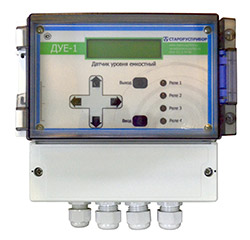 ДУЕ-1
СТАРОРУСПРИБОР
Датчик уровня емкостный
Выход
Реле 1
Реле 2
Реле 3
Ввод
Реле 4